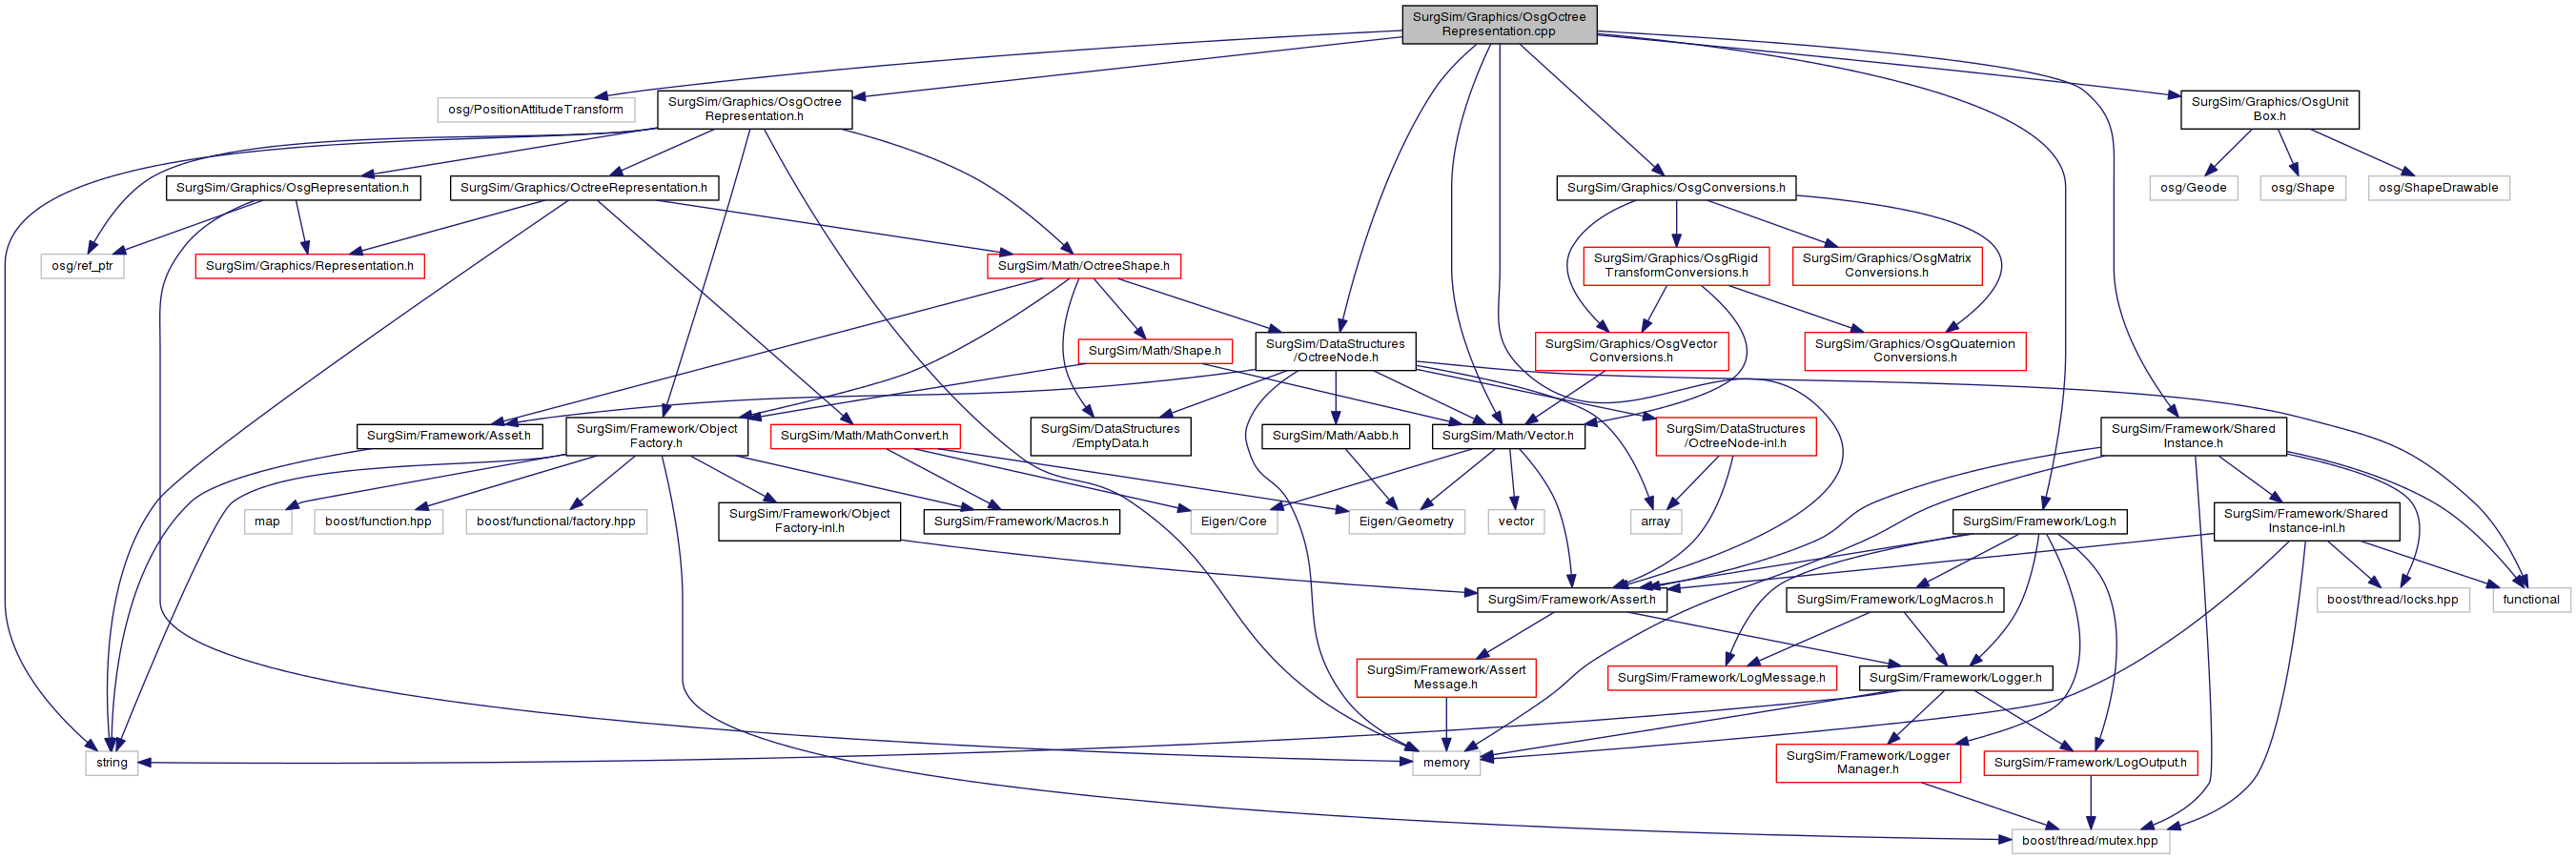 SurgSim/Graphics/OsgOctree
Representation.cpp
osg/PositionAttitudeTransform
SurgSim/Graphics/OsgOctree
Representation.h
SurgSim/Graphics/OsgUnit
Box.h
SurgSim/Graphics/OsgRepresentation.h
SurgSim/Graphics/OctreeRepresentation.h
SurgSim/Graphics/OsgConversions.h
osg/Geode
osg/Shape
osg/ShapeDrawable
osg/ref_ptr
SurgSim/Graphics/Representation.h
SurgSim/Math/OctreeShape.h
SurgSim/Graphics/OsgRigid
TransformConversions.h
SurgSim/Graphics/OsgMatrix
Conversions.h
SurgSim/Math/Shape.h
SurgSim/DataStructures
/OctreeNode.h
SurgSim/Graphics/OsgVector
Conversions.h
SurgSim/Graphics/OsgQuaternion
Conversions.h
SurgSim/Framework/Asset.h
SurgSim/Framework/Object
Factory.h
SurgSim/Math/MathConvert.h
SurgSim/DataStructures
/EmptyData.h
SurgSim/Math/Aabb.h
SurgSim/Math/Vector.h
SurgSim/DataStructures
/OctreeNode-inl.h
SurgSim/Framework/Shared
Instance.h
map
boost/function.hpp
boost/functional/factory.hpp
SurgSim/Framework/Object
Factory-inl.h
SurgSim/Framework/Macros.h
Eigen/Core
Eigen/Geometry
vector
array
SurgSim/Framework/Log.h
SurgSim/Framework/Shared
Instance-inl.h
SurgSim/Framework/Assert.h
SurgSim/Framework/LogMacros.h
boost/thread/locks.hpp
functional
SurgSim/Framework/Assert
Message.h
SurgSim/Framework/LogMessage.h
SurgSim/Framework/Logger.h
string
memory
SurgSim/Framework/Logger
Manager.h
SurgSim/Framework/LogOutput.h
boost/thread/mutex.hpp